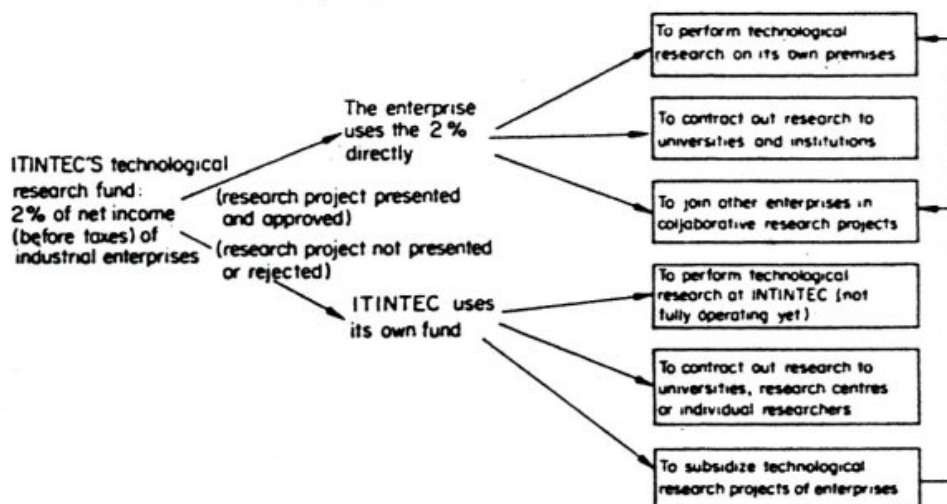 ITINTEC'S technological
research fund:
2% of net income
(before taxes) of
industrial enterprises
The enterprise
uses the 2%
directly
(research project presented
and approved)
(research project not presented
or rejected)
ITINTEC uses
its own fund
To perform technological
research on its own premises
To contract out research to
universities and institutions
To join other enterprises in
collaborative research projects
To perform technological
research at INTINTEC (not
fully operating yet)
To contract out research to
universities, research centres
or individual researchers
To subsidize technological
research projects of enterprises